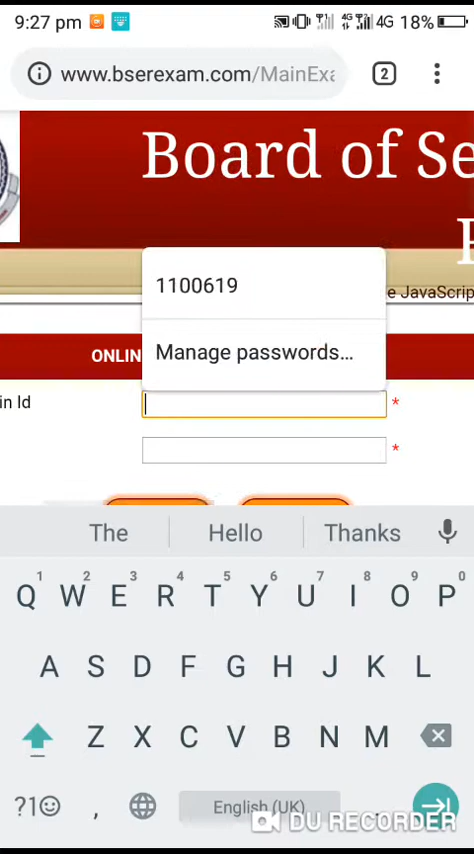 9:27 pm 4G 4G 18%
www.bserexam.com/MainExa 2
Board of Se
e JavaScrip
1100619
ONLIN
Manage passwords...
in Id *
*
The Hello Thanks
1 2 3 4 5 6 7 8 9 0
Q W E R T Y U I O P
A S D F G H J K L
Z X C V B N M
?1☺ , English (UK) .
DU RECORDER